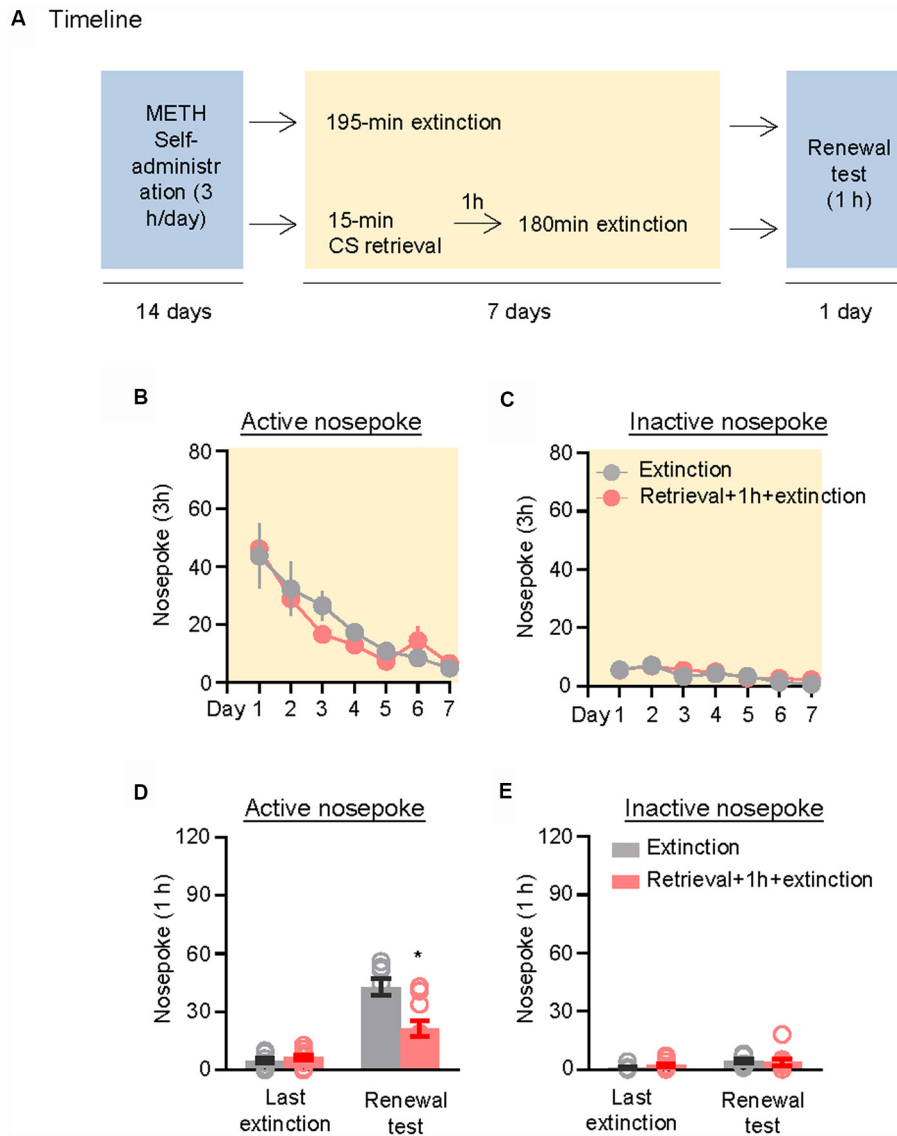 A Timeline
METH
Self-
administr
ation (3
h/day)
195-min extinction
15-min
CS retrieval
1h
180min extinction
Renewal
test
(1 h)
14 days
7 days
1 day
B
Active nosepoke
Nosepoke (3h)
80
60
40
20
0
Day 1 2 3 4 5 6 7
C
Inactive nosepoke
Extinction
Retrieval+1h+extinction
Nosepoke (3h)
80
60
40
20
0
Day 1 2 3 4 5 6 7
D
Active nosepoke
Nosepoke (1 h)
120
90
60
30
0
*
Last
extinction
Renewal
test
E
Inactive nosepoke
Extinction
Retrieval+1h+extinction
Nosepoke (1 h)
120
90
60
30
0
Last
extinction
Renewal
test